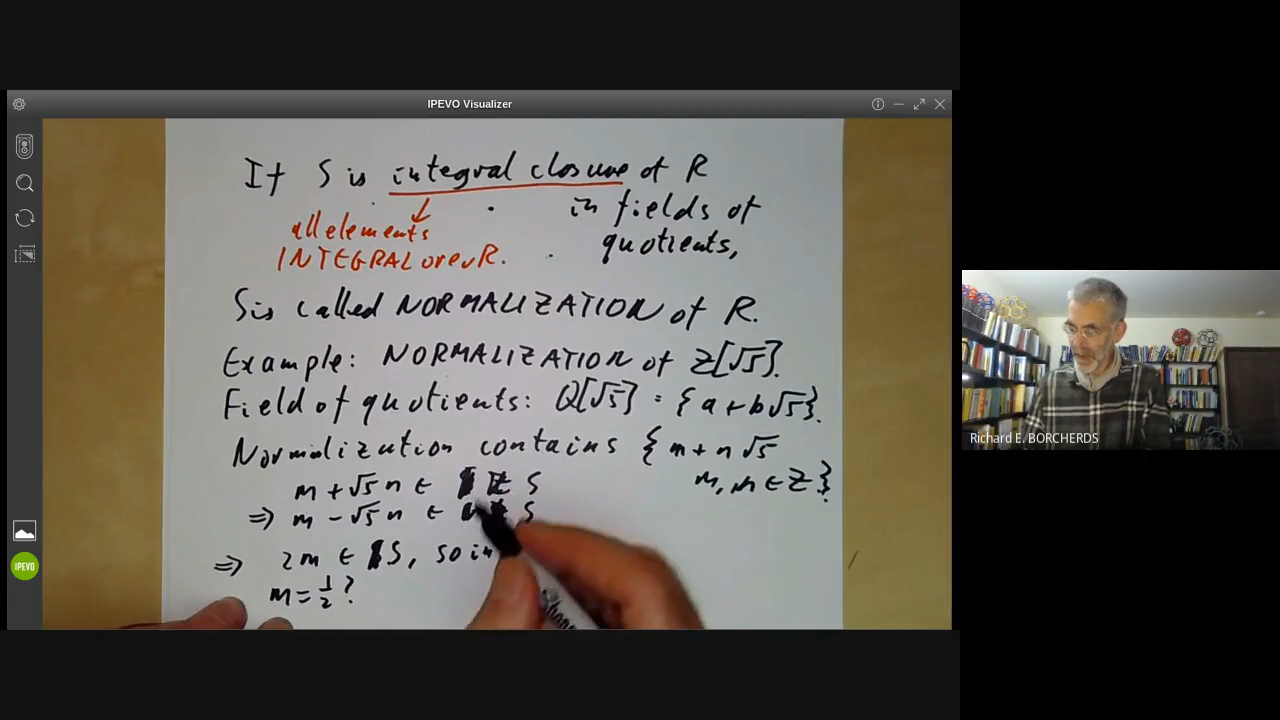 IPEVO Visualizer
If S is integral closure of R
in fields of quotients,
all elements
INTEGRAL over R.
S is called NORMALIZATION of R.
Example: NORMALIZATION of Z[√5].
Field of quotients: Q[√5] = {a + b√5}.
Normalization contains {m + n√5
m, n ∈ Z}.
m + √5 n ∈ S
⇒ m - √5 n ∈ S
⇒ 2m ∈ S, so in
m = 1/2 ?
Richard E. BORCHERDS
IPEVO